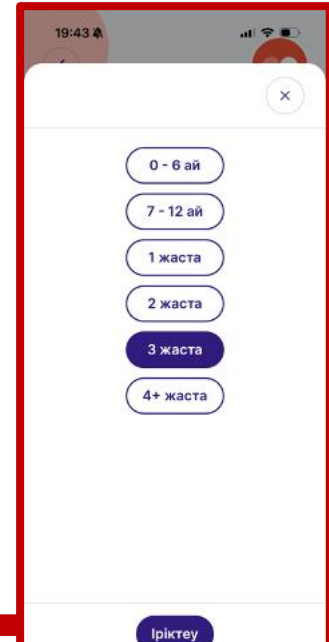 19:43
0 - 6 ай
7 - 12 ай
1 жаста
2 жаста
3 жаста
4+ жаста
Іріктеу